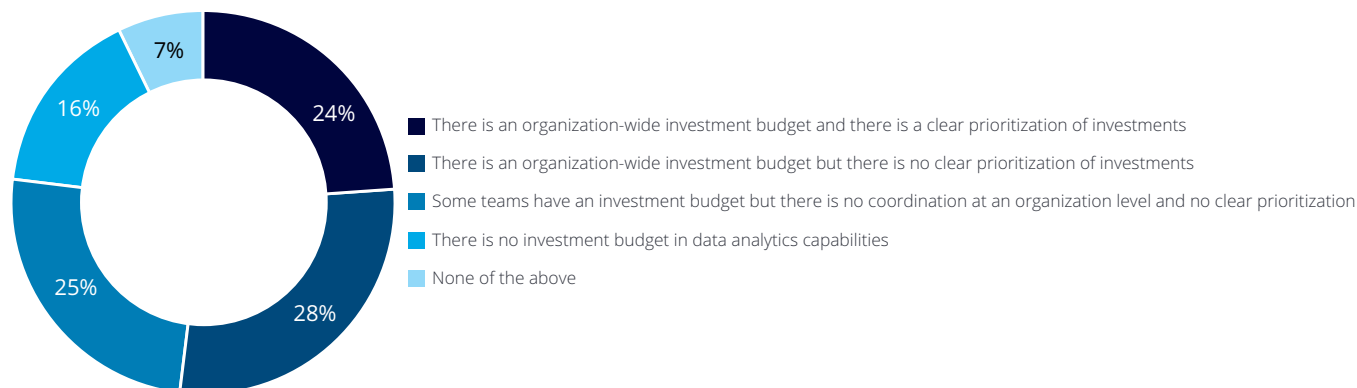 7%
16%
24%
There is an organization-wide investment budget and there is a clear prioritization of investments
There is an organization-wide investment budget but there is no clear prioritization of investments
Some teams have an investment budget but there is no coordination at an organization level and no clear prioritization
There is no investment budget in data analytics capabilities
None of the above
25%
28%